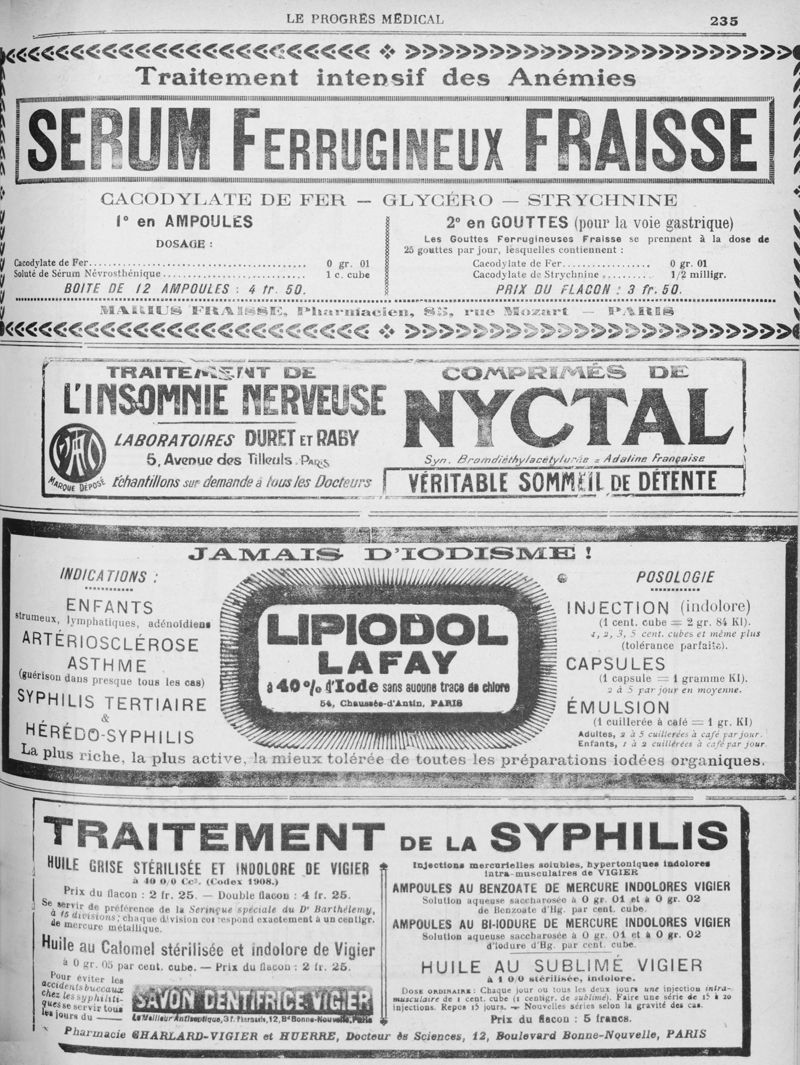 LE PROGRÈS MÉDICAL
235
Traitement intensif des Anémies
SERUM FERRUGINEUX FRAISSE
CACODYLATE DE FER — GLYCÉRO — STRYCHNINE
1° en AMPOULES
DOSAGE :
Cacodylate de Fer 0 gr. 01
Soluté de Sérum Névrosthénique 1 c. cube
BOITE DE 12 AMPOULES : 4 fr. 50.
2° en GOUTTES (pour la voie gastrique)
Les Gouttes Ferrugineuses Fraisse se prennent à la dose de
25 gouttes par jour, lesquelles contiennent :
Cacodylate de Fer 0 gr. 01
Cacodylate de Strychnine 1/2 milligr.
PRIX DU FLACON : 3 fr. 50.
MARIUS FRAISSE, Pharmacien, 85, rue Mozart — PARIS
TRAITEMENT DE
L'INSOMNIE NERVEUSE
LABORATOIRES DURET ET RABY
5, Avenue des Tilleuls. PARIS
MARQUE DÉPOSÉ
Échantillons sur demande à tous les Docteurs
COMPRIMÉS DE
NYCTAL
Syn. Bromdiéthylacétylurée = Adaline Française
VÉRITABLE SOMMEIL DE DÉTENTE
JAMAIS D'IODISME !
INDICATIONS :
ENFANTS
strumeux, lymphatiques, adénoïdiens
ARTÉRIOSCLÉROSE
ASTHME
(guérison dans presque tous les cas)
SYPHILIS TERTIAIRE
&
HÉRÉDO-SYPHILIS
LIPIODOL
LAFAY
à 40 % d'Iode sans aucune trace de chlore
54, Chaussée-d'Antin, PARIS
POSOLOGIE
INJECTION (indolore)
(1 cent. cube = 2 gr. 84 KI).
1, 2, 3, 5 cent. cubes et même plus
(tolérance parfaite).
CAPSULES
(1 capsule = 1 gramme KI).
2 à 5 par jour en moyenne.
ÉMULSION
(1 cuillerée à café = 1 gr. KI)
Adultes, 2 à 5 cuillerées à café par jour.
Enfants, 1 à 2 cuillérées à café par jour
La plus riche, la plus active, la mieux tolérée de toutes les préparations iodées organiques.
TRAITEMENT DE LA SYPHILIS
HUILE GRISE STÉRILISÉE ET INDOLORE DE VIGIER
à 40 0/0 Cc³. (Codex 1908.)
Prix du flacon : 2 fr. 25. — Double flacon : 4 fr. 25.
Se servir de préférence de la Seringue spéciale du Dr Barthélemy,
à 15 divisions ; chaque division correspond exactement à un centigr.
de mercure métallique.
Huile au Calomel stérilisée et indolore de Vigier
à 0 gr. 05 par cent. cube. — Prix du flacon : 2 fr. 25.
Pour éviter les
accidents buccaux
chez les syphiliti-
ques se servir tous
les jours du
SAVON DENTIFRICE VIGIER
Le Meilleur Antiseptique, 3 f. Pharmacie, 12, Bd Bonne-Nouvelle, Paris
Injections mercurielles solubles, hypertoniques indolores
intra-musculaires de VIGIER
AMPOULES AU BENZOATE DE MERCURE INDOLORES VIGIER
Solution aqueuse saccharosée à 0 gr. 01 et à 0 gr. 02
de Benzoate d'Hg. par cent. cube.
AMPOULES AU BI-IODURE DE MERCURE INDOLORES VIGIER
Solution aqueuse saccharosée à 0 gr. 01 et à 0 gr. 02
d'iodure d'Hg. par cent. cube.
HUILE AU SUBLIMÉ VIGIER
à 1 0/0 stérilisée, indolore.
DOSE ORDINAIRE : Chaque jour ou tous les deux jours une injection intra-
musculaire de 1 cent. cube (1 centigr. de sublimé). Faire une série de 15 à 20
injections. Repos 15 jours. — Nouvelles séries selon la gravité des cas.
Prix du flacon : 5 francs.
Pharmacie CHARLARD-VIGIER et HUERRE, Docteur ès Sciences, 12, Boulevard Bonne-Nouvelle, PARIS